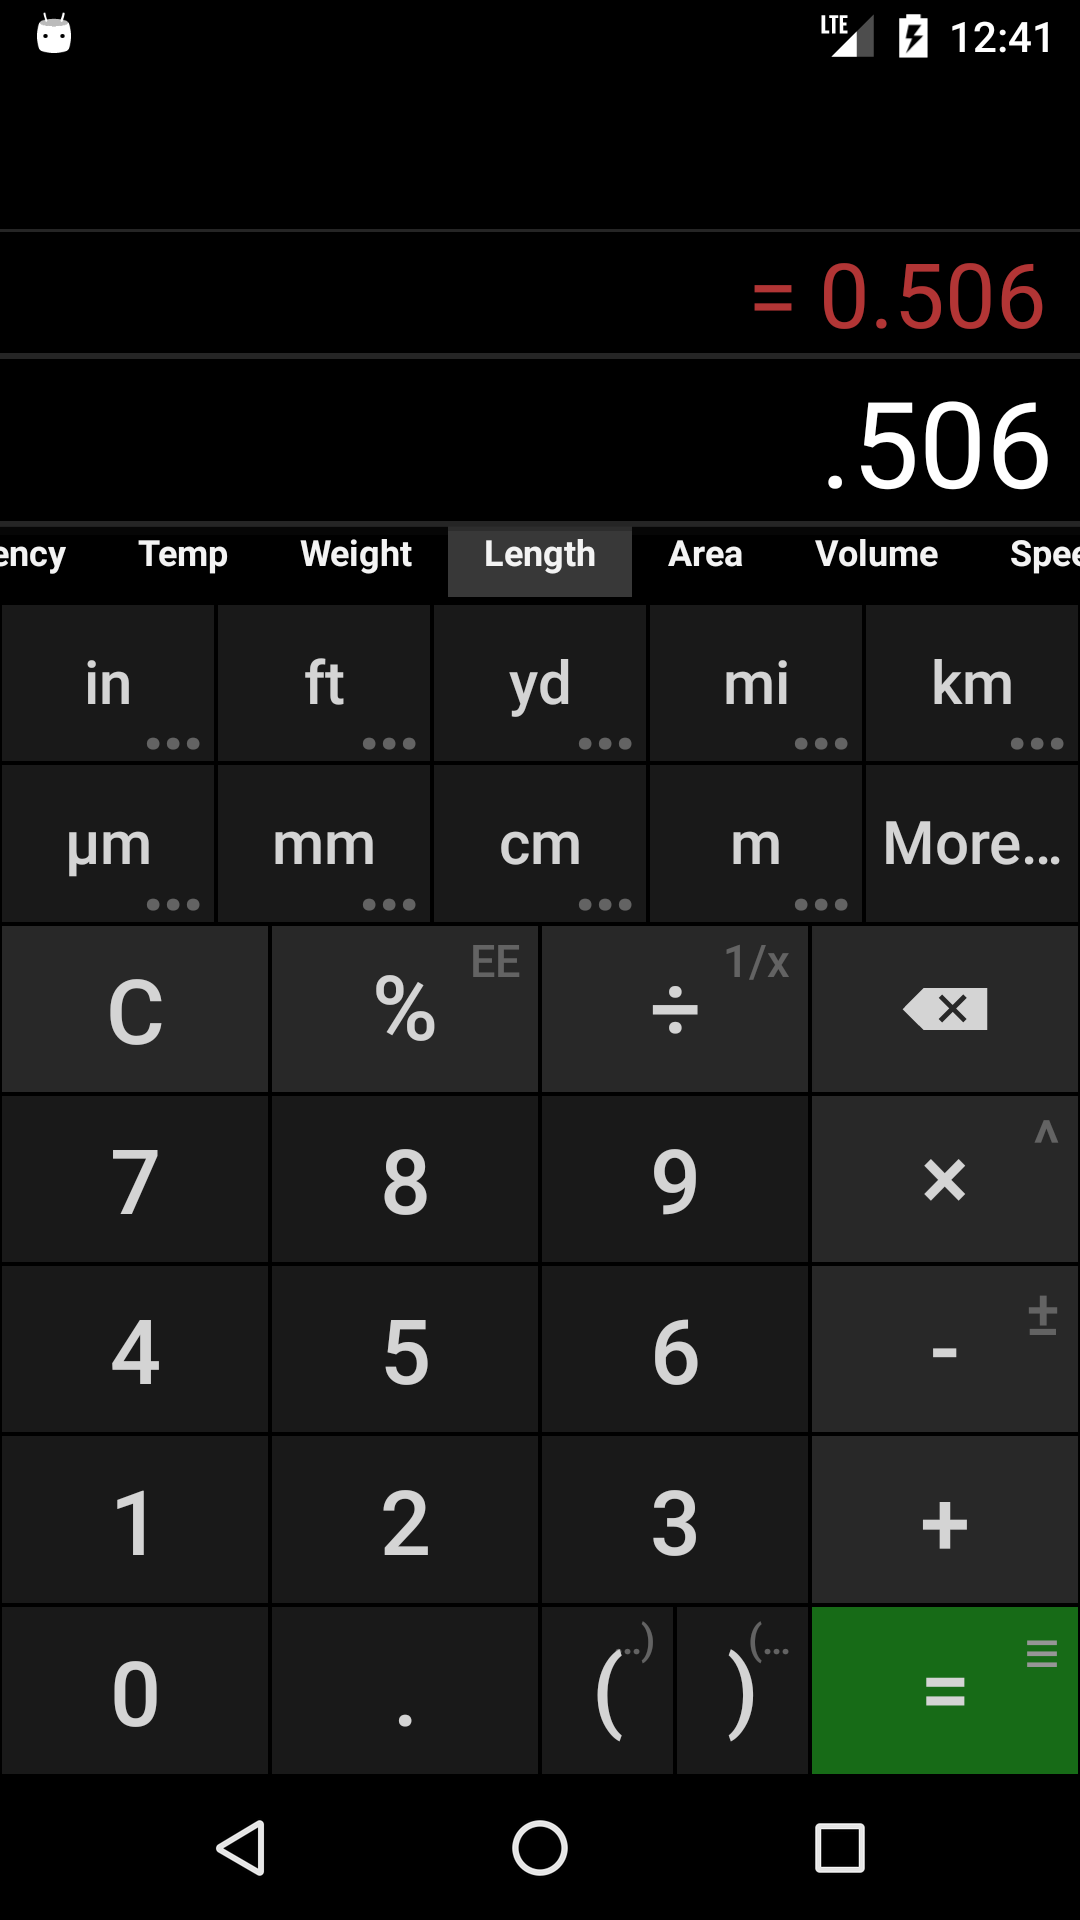 LTE 12:41
= 0.506
.506
ency Temp Weight Length Area Volume Spee
in ft yd mi km
µm mm cm m More...
C % EE ÷ 1/x
7 8 9 × ^
4 5 6 - ±
1 2 3 +
0 . ( ..) ) (... =